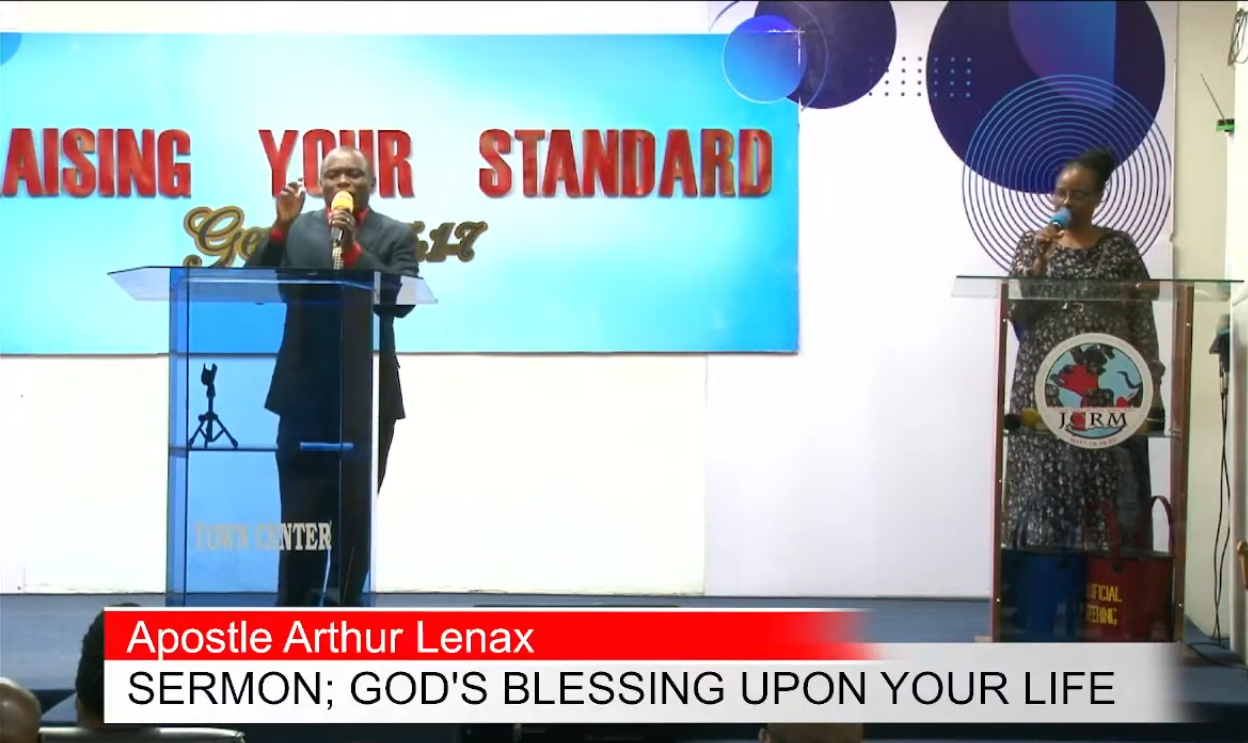 AISING YOUR STANDARD
TOWN CENTER
JCRM
Apostle Arthur Lenax
SERMON; GOD'S BLESSING UPON YOUR LIFE